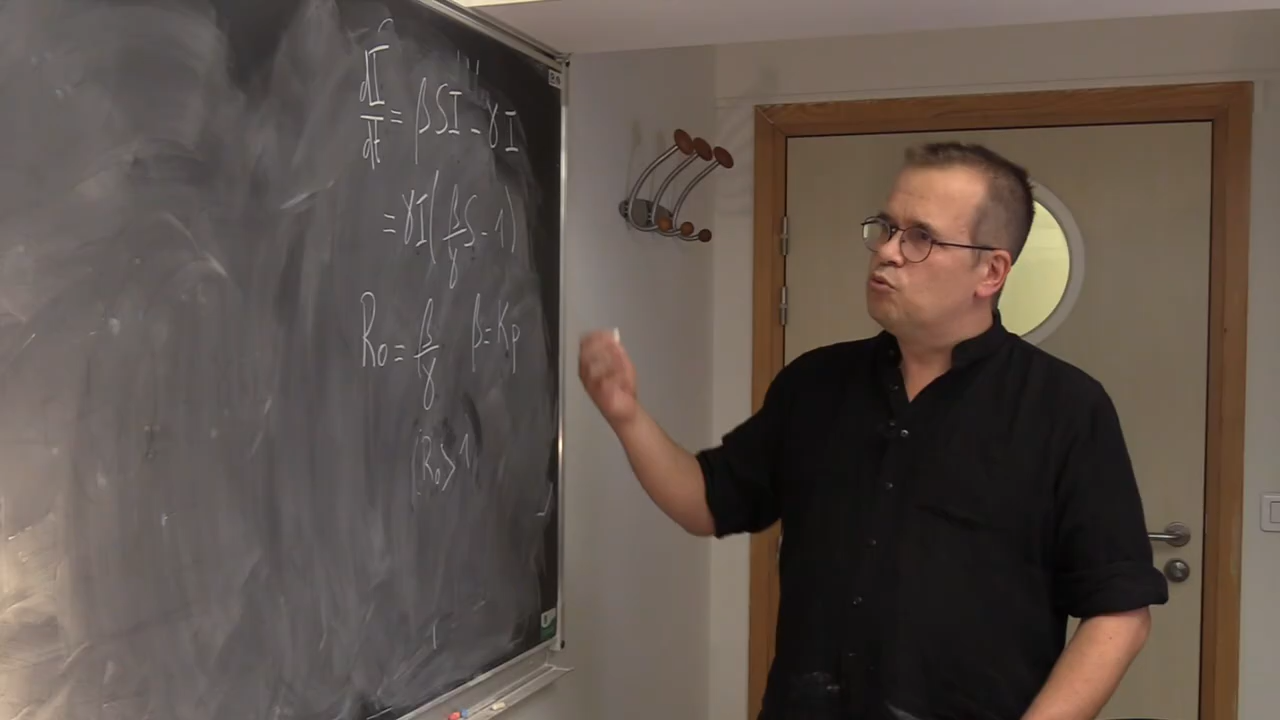 dI/dt = βSI - γI
= γI(β/γ S - 1)
R₀ = β/γ   β = Kp
(R₀ > 1